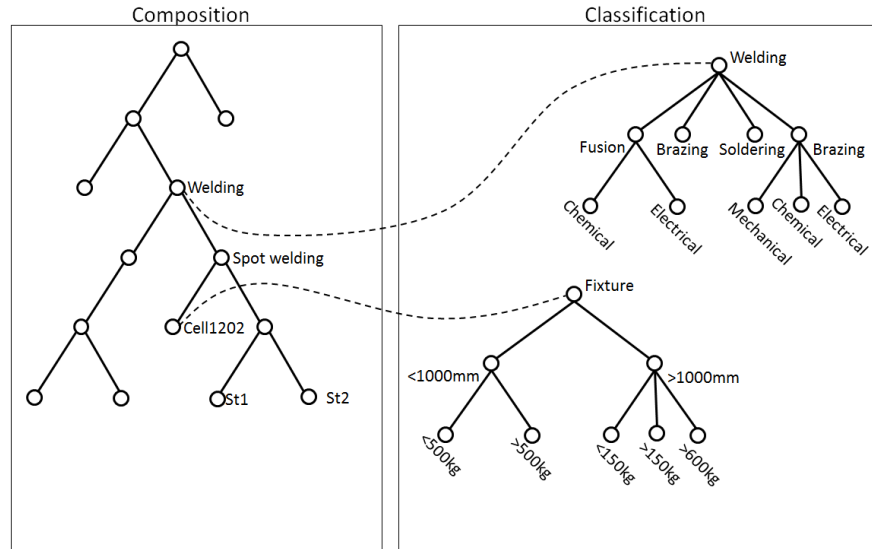 Composition
Classification
Welding
Spot welding
Cell1202
St1
St2
Welding
Fusion
Brazing
Soldering
Brazing
Chemical
Electrical
Mechanical
Chemical
Electrical
Fixture
<1000mm
>1000mm
<500kg
>500kg
<150kg
>150kg
>600kg